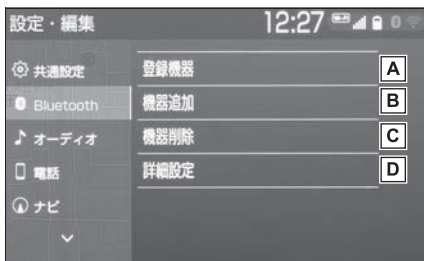 設定・編集
12:27
共通設定
登録機器 A
Bluetooth
機器追加 B
オーディオ
機器削除 C
電話
詳細設定 D
ナビ